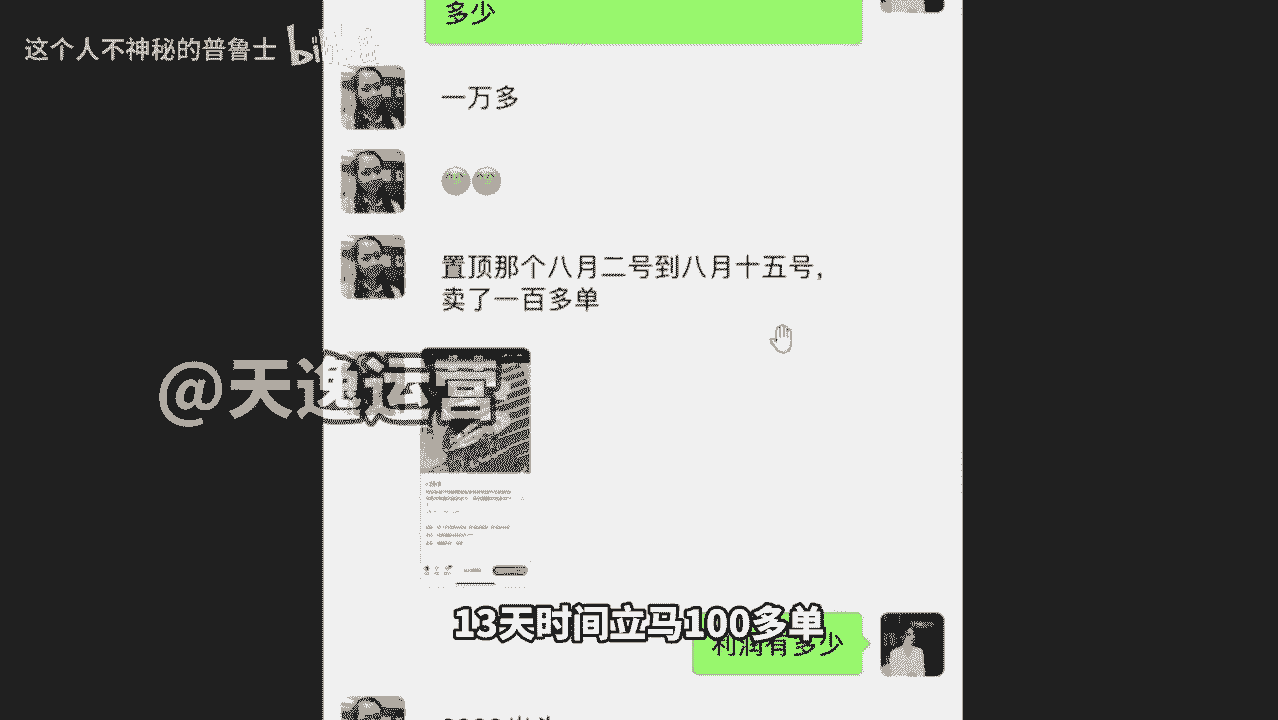 多少
这个人不神秘的普鲁士
一万多
置顶那个八月二号到八月十五号，
卖了一百多单
@天逸运营
13天时间立马100多单
利润有多少